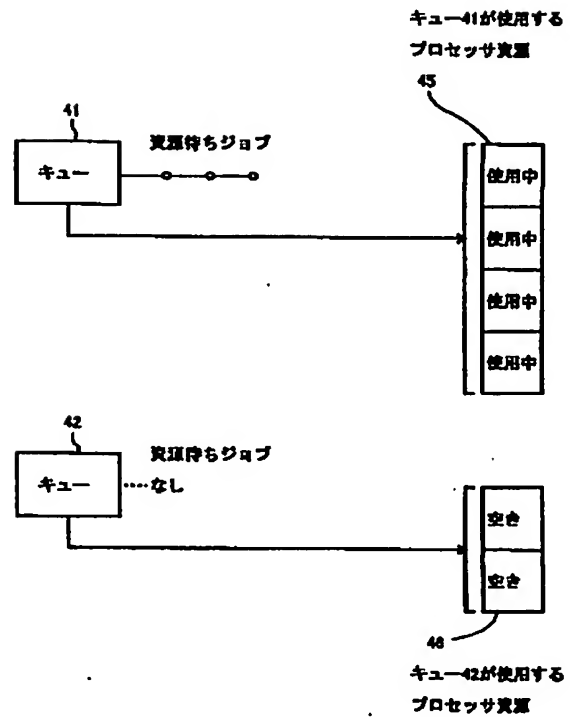 キュー41が使用する
プロセッサ資源
45
41
キュー
資源待ちジョブ
使用中
使用中
使用中
使用中
42
キュー
資源待ちジョブ
なし
空き
空き
46
キュー42が使用する
プロセッサ資源